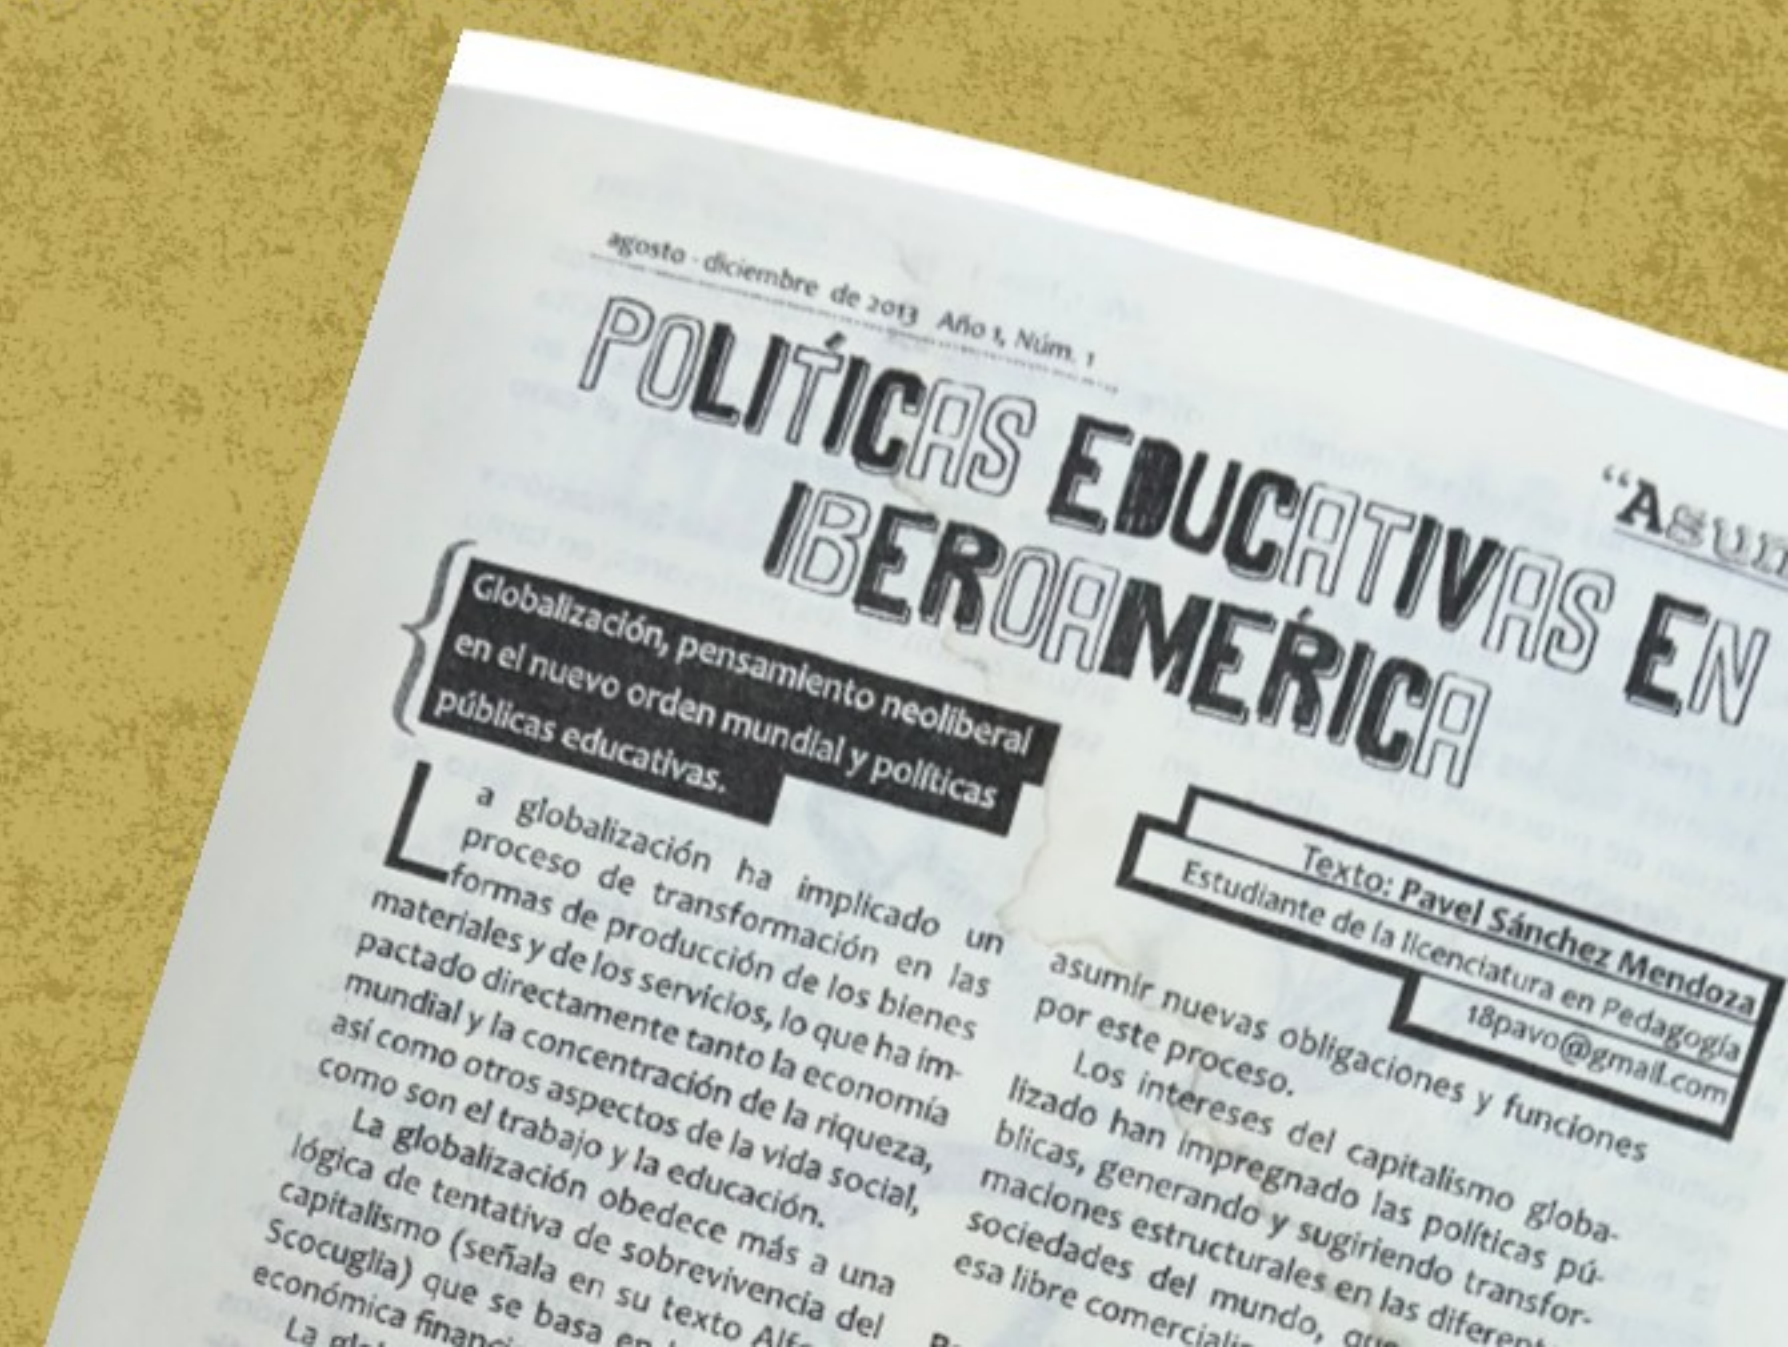 agosto - diciembre de 2013 Año 1, Núm. 1
POLÍTICAS EDUCATIVAS EN
IBEROAMÉRICA
Globalización, pensamiento neoliberal
en el nuevo orden mundial y políticas
públicas educativas.
La globalización ha implicado un
proceso de transformación en las
formas de producción de los bienes
materiales y de los servicios, lo que ha im-
pactado directamente tanto la economía
mundial y la concentración de la riqueza,
así como otros aspectos de la vida social,
como son el trabajo y la educación.
La globalización obedece más a una
lógica de tentativa de sobrevivencia del
capitalismo (señala en su texto
Scocuglia) que se basa en
económica
La
Texto: Pavel Sánchez Mendoza
Estudiante de la licenciatura en Pedagogía
18pavo@gmail.com
asumir nuevas obligaciones y funciones
por este proceso.
Los intereses del capitalismo globa-
lizado han impregnado las políticas pú-
blicas, generando y sugiriendo transfor-
maciones estructurales en las
sociedades del mundo,
esa libre